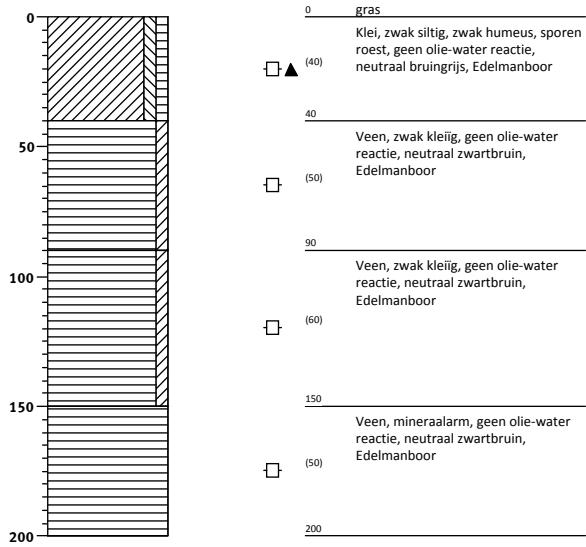 0
0 gras
Klei, zwak siltig, zwak humeus, sporen
roest, geen olie-water reactie,
(40)
neutraal bruingrijs, Edelmanboor
40
50
Veen, zwak kleiïg, geen olie-water
reactie, neutraal zwartbruin,
(50)
Edelmanboor
90
100
Veen, zwak kleiïg, geen olie-water
reactie, neutraal zwartbruin,
Edelmanboor
(60)
150
150
Veen, mineraalarm, geen olie-water
reactie, neutraal zwartbruin,
Edelmanboor
(50)
200
200